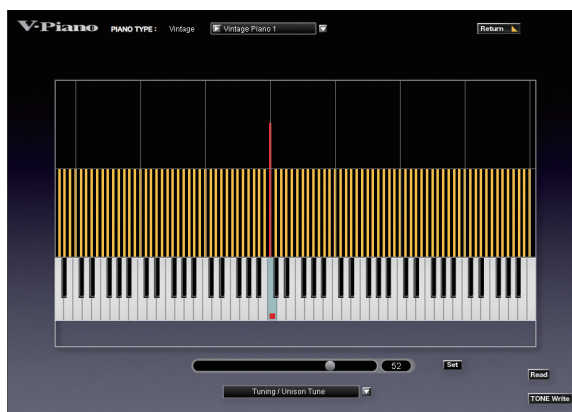 V-Piano PIANO TYPE : Vintage Vintage Piano 1 Return
52 Set
Read
Tuning / Unison Tune
TONE Write